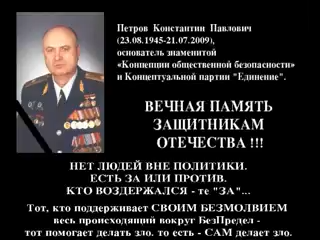 Петров Константин Павлович
(23.08.1945-21.07.2009),
основатель знаменитой
«Концепции общественной безопасности»
и Концептуальной партии "Единение".
ВЕЧНАЯ ПАМЯТЬ
ЗАЩИТНИКАМ
ОТЕЧЕСТВА !!!
НЕТ ЛЮДЕЙ ВНЕ ПОЛИТИКИ.
ЕСТЬ ЗА ИЛИ ПРОТИВ.
КТО ВОЗДЕРЖАЛСЯ - те "ЗА"...
Тот, кто поддерживает СВОИМ БЕЗМОЛВИЕМ
весь происходящий вокруг БезПредел -
тот помогает делать зло, то есть - САМ делает зло.